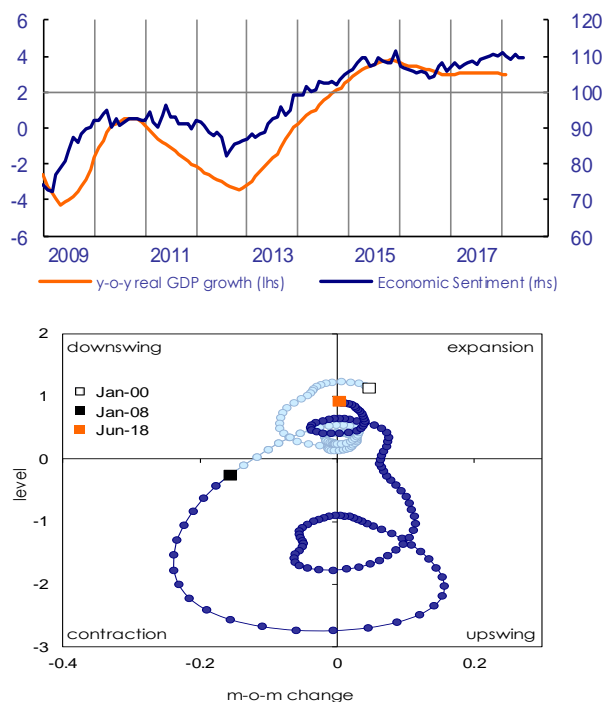 6 120
4 110
2 100
0 90
-2 80
-4 70
-6 60
2009 2011 2013 2015 2017
y-o-y real GDP growth (lhs) Economic Sentiment (rhs)
2
downswing expansion
1
Jan-00
Jan-08
Jun-18
0
level
-1
-2
contraction upswing
-3
-0.4 -0.2 0 0.2
m-o-m change